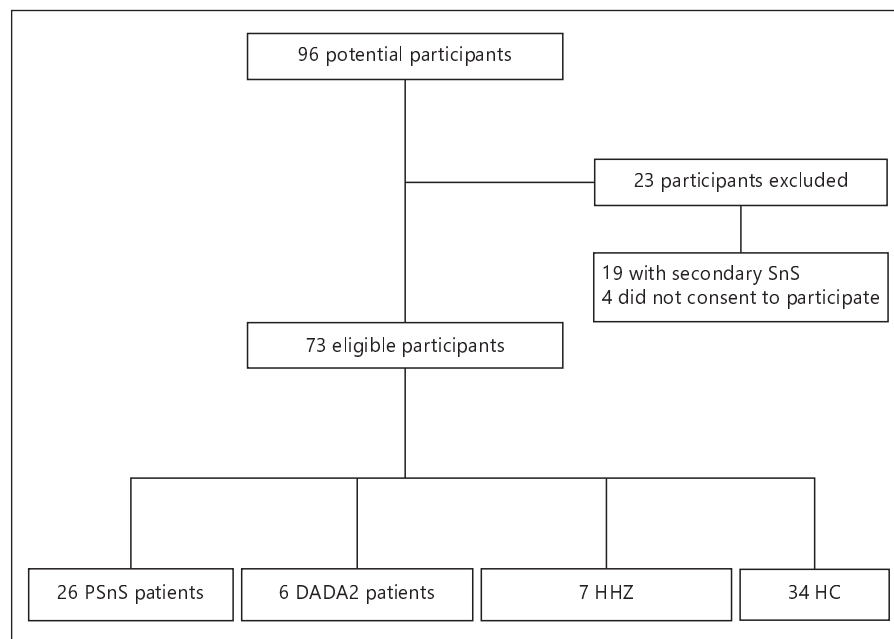 96 potential participants
23 participants excluded
19 with secondary SnS
4 did not consent to participate
73 eligible participants
26 PSnS patients
6 DADA2 patients
7 HHZ
34 HC